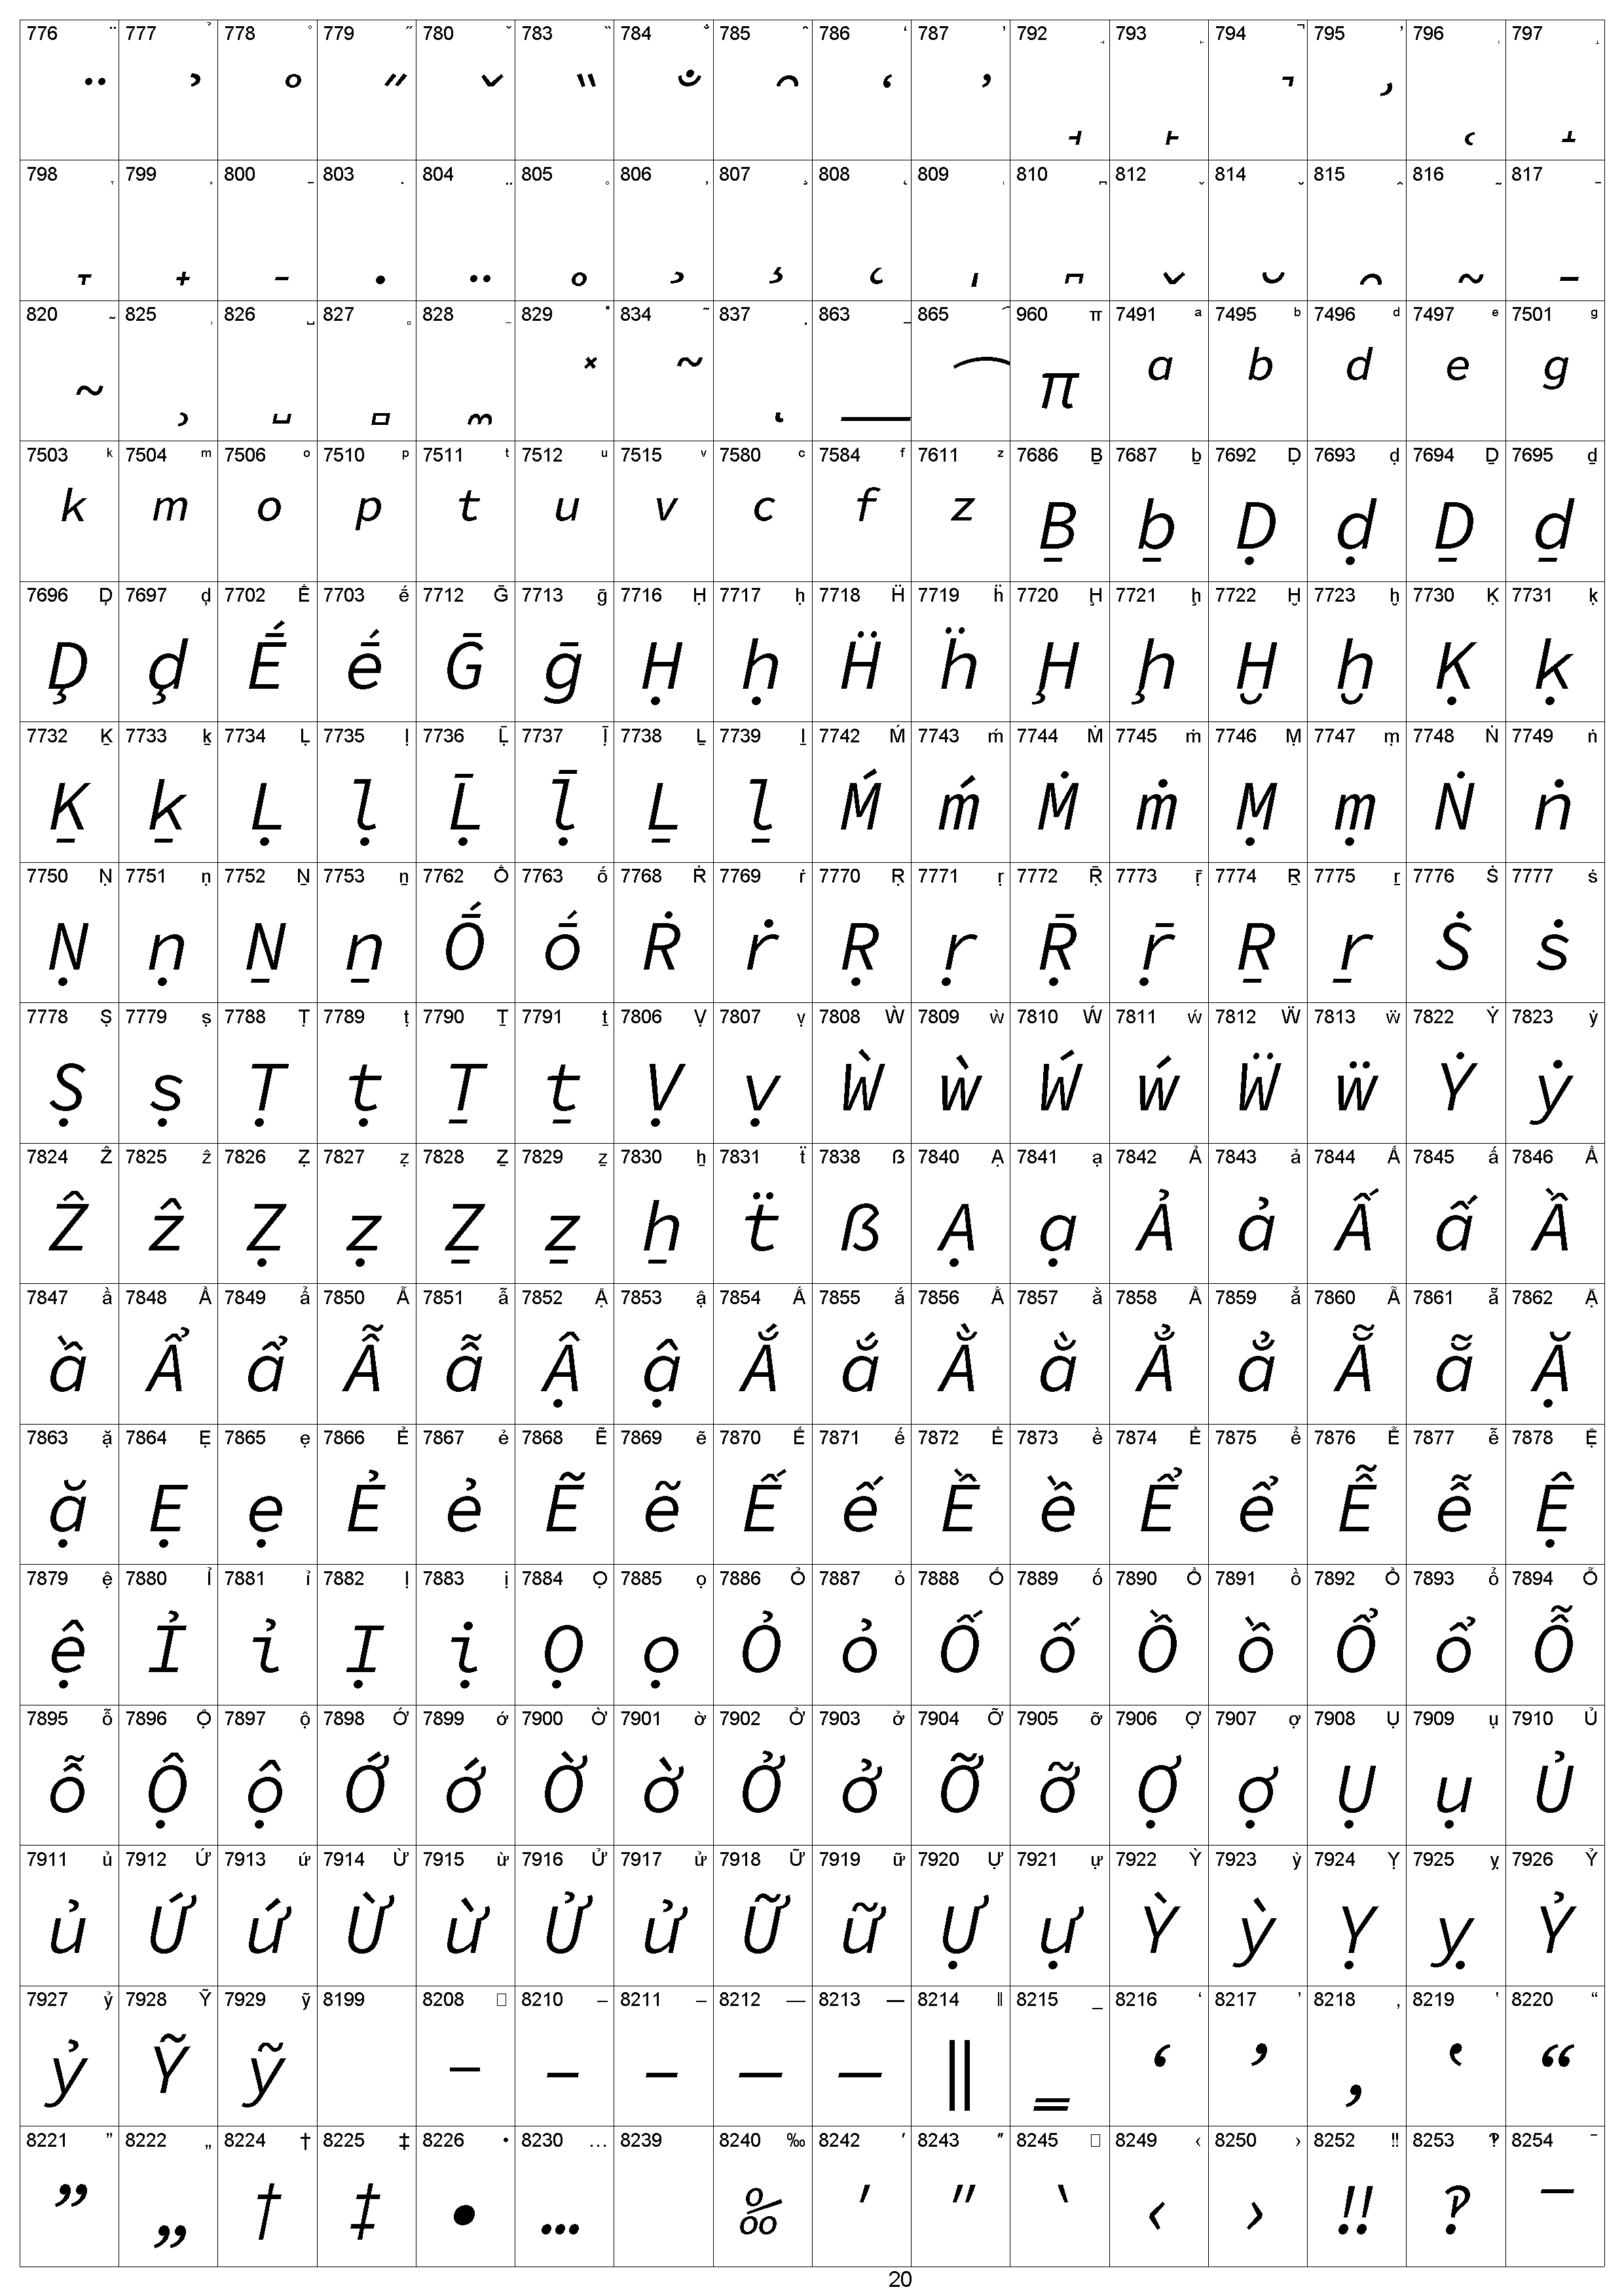 776 ̈ 777 ̉ 778 ̊ 779 ̋ 780 ̌ 783 ̏ 784 ̐ 785 ̑ 786 ̒ 787 ̓ 792 ̘ 793 ̙ 794 ̚ 795 ̛ 796 ̜ 797 ̝
̈ ̉ ̊ ̋ ̌ ̏ ̐ ̑ ̒ ̓ ̘ ̙ ̚ ̛ ̜ ̝
798 ̞ 799 ̟ 800 ̠ 803 ̣ 804 ̤ 805 ̥ 806 ̦ 807 ̧ 808 ̨ 809 ̩ 810 ̪ 812 ̬ 814 ̮ 815 ̯ 816 ̰ 817 ̱
̞ ̟ ̠ ̣ ̤ ̥ ̦ ̧ ̨ ̩ ̪ ̬ ̮ ̯ ̰ ̱
820 ̴ 825 ̹ 826 ̺ 827 ̻ 828 ̼ 829 ̽ 834 ͂ 837 ͅ 863 ͟ 865 ͡ 960 π 7491 ᵃ 7495 ᵇ 7496 ᵈ 7497 ᵉ 7501 ᵍ
̴ ̹ ̺ ̻ ̼ ̽ ͂ ͅ ͟ ͡ π ᵃ ᵇ ᵈ ᵉ ᵍ
7503 ᵏ 7504 ᵐ 7506 ᵒ 7510 ᵖ 7511 ᵗ 7512 ᵘ 7515 ᵛ 7580 ᶜ 7584 ᶠ 7611 ᶻ 7686 Ḇ 7687 ḇ 7692 Ḍ 7693 ḍ 7694 Ḏ 7695 ḏ
ᵏ ᵐ ᵒ ᵖ ᵗ ᵘ ᵛ ᶜ ᶠ ᶻ Ḇ ḇ Ḍ ḍ Ḏ ḏ
7696 Ḑ 7697 ḑ 7702 Ḗ 7703 ḗ 7712 Ḡ 7713 ḡ 7716 Ḥ 7717 ḥ 7718 Ḧ 7719 ḧ 7720 Ḩ 7721 ḩ 7722 Ḫ 7723 ḫ 7730 Ḳ 7731 ḳ
Ḑ ḑ Ḗ ḗ Ḡ ḡ Ḥ ḥ Ḧ ḧ Ḩ ḩ Ḫ ḫ Ḳ ḳ
7732 Ḵ 7733 ḵ 7734 Ḷ 7735 ḷ 7736 Ḹ 7737 ḹ 7738 Ḻ 7739 ḻ 7742 Ḿ 7743 ḿ 7744 Ṁ 7745 ṁ 7746 Ṃ 7747 ṃ 7748 Ṅ 7749 ṅ
Ḵ ḵ Ḷ ḷ Ḹ ḹ Ḻ ḻ Ḿ ḿ Ṁ ṁ Ṃ ṃ Ṅ ṅ
7750 Ṇ 7751 ṇ 7752 Ṉ 7753 ṉ 7762 Ṓ 7763 ṓ 7768 Ṙ 7769 ṙ 7770 Ṛ 7771 ṛ 7772 Ṝ 7773 ṝ 7774 Ṟ 7775 ṟ 7776 Ṡ 7777 ṡ
Ṇ ṇ Ṉ ṉ Ṓ ṓ Ṙ ṙ Ṛ ṛ Ṝ ṝ Ṟ ṟ Ṡ ṡ
7778 Ṣ 7779 ṣ 7788 Ṭ 7789 ṭ 7790 Ṯ 7791 ṯ 7806 Ṿ 7807 ṿ 7808 Ẁ 7809 ẁ 7810 Ẃ 7811 ẃ 7812 Ẅ 7813 ẅ 7822 Ẏ 7823 ẏ
Ṣ ṣ Ṭ ṭ Ṯ ṯ Ṿ ṿ Ẁ ẁ Ẃ ẃ Ẅ ẅ Ẏ ẏ
7824 Ẑ 7825 ẑ 7826 Ẓ 7827 ẓ 7828 Ẕ 7829 ẕ 7830 ẖ 7831 ẗ 7838 ẞ 7840 Ạ 7841 ạ 7842 Ả 7843 ả 7844 Ấ 7845 ấ 7846 Ầ
Ẑ ẑ Ẓ ẓ Ẕ ẕ ẖ ẗ ẞ Ạ ạ Ả ả Ấ ấ Ầ
7847 ầ 7848 Ẩ 7849 ẩ 7850 Ẫ 7851 ẫ 7852 Ậ 7853 ậ 7854 Ắ 7855 ắ 7856 Ằ 7857 ằ 7858 Ẳ 7859 ẳ 7860 Ẵ 7861 ẵ 7862 Ặ
ầ Ẩ ẩ Ẫ ẫ Ậ ậ Ắ ắ Ằ ằ Ẳ ẳ Ẵ ẵ Ặ
7863 ặ 7864 Ẹ 7865 ẹ 7866 Ẻ 7867 ẻ 7868 Ẽ 7869 ẽ 7870 Ế 7871 ế 7872 Ề 7873 ề 7874 Ể 7875 ể 7876 Ễ 7877 ễ 7878 Ệ
ặ Ẹ ẹ Ẻ ẻ Ẽ ẽ Ế ế Ề ề Ể ể Ễ ễ Ệ
7879 ệ 7880 Ỉ 7881 ỉ 7882 Ị 7883 ị 7884 Ọ 7885 ọ 7886 Ỏ 7887 ỏ 7888 Ố 7889 ố 7890 Ồ 7891 ồ 7892 Ổ 7893 ổ 7894 Ỗ
ệ Ỉ ỉ Ị ị Ọ ọ Ỏ ỏ Ố ố Ồ ồ Ổ ổ Ỗ
7895 ỗ 7896 Ộ 7897 ộ 7898 Ớ 7899 ớ 7900 Ờ 7901 ờ 7902 Ở 7903 ở 7904 Ỡ 7905 ỡ 7906 Ợ 7907 ợ 7908 Ụ 7909 ụ 7910 Ủ
ỗ Ộ ộ Ớ ớ Ờ ờ Ở ở Ỡ ỡ Ợ ợ Ụ ụ Ủ
7911 ủ 7912 Ứ 7913 ứ 7914 Ừ 7915 ừ 7916 Ử 7917 ử 7918 Ữ 7919 ữ 7920 Ự 7921 ự 7922 Ỳ 7923 ỳ 7924 Ỵ 7925 ỵ 7926 Ỷ
ủ Ứ ứ Ừ ừ Ử ử Ữ ữ Ự ự Ỳ ỳ Ỵ ỵ Ỷ
7927 ỷ 7928 Ỹ 7929 ỹ 8199 8208 □ 8210 ‒ 8211 – 8212 — 8213 ― 8214 ‖ 8215 ‗ 8216 ‘ 8217 ’ 8218 ‚ 8219 ‛ 8220 “
ỷ Ỹ ỹ ‐ ‒ – — ― ‖ ‗ ‘ ’ ‚ ‛ “
8221 ” 8222 „ 8224 † 8225 ‡ 8226 • 8230 … 8239 8240 ‰ 8242 ′ 8243 ″ 8245 □ 8249 ‹ 8250 › 8252 ‼ 8253 ‽ 8254 ‾
” „ † ‡ • … ‰ ′ ″ ‵ ‹ › ‼ ‽ ‾
20